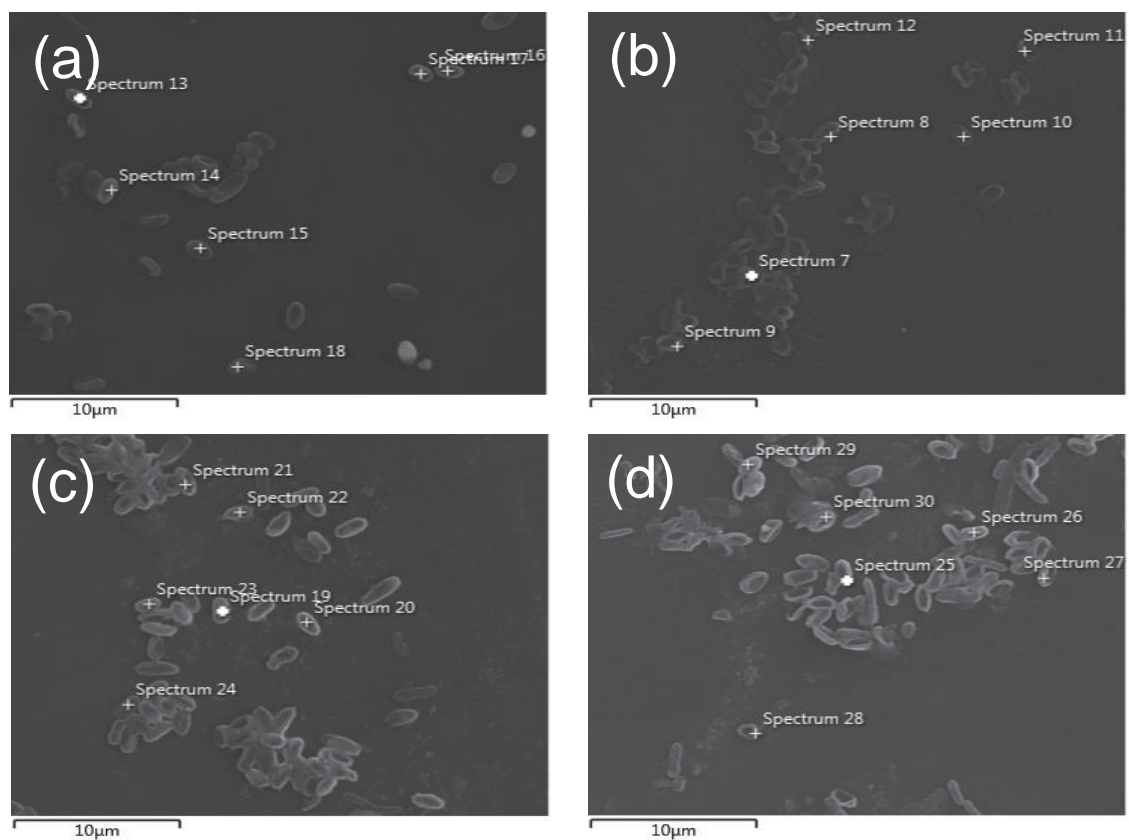 (a)
Spectrum 13
Spectrum 17
Spectrum 16
Spectrum 14
Spectrum 15
Spectrum 18
10µm
(b)
Spectrum 12
Spectrum 11
Spectrum 8
Spectrum 10
Spectrum 7
Spectrum 9
10µm
(c)
Spectrum 21
Spectrum 22
Spectrum 23
Spectrum 19
Spectrum 20
Spectrum 24
10µm
(d)
Spectrum 29
Spectrum 30
Spectrum 26
Spectrum 25
Spectrum 27
Spectrum 28
10µm